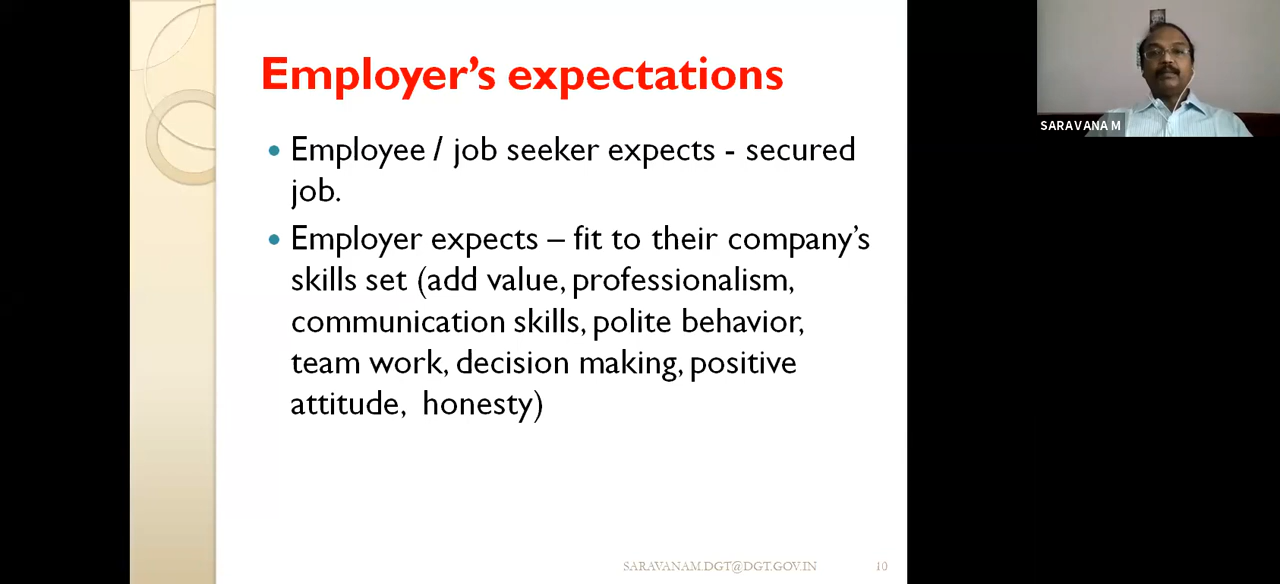 Employer’s expectations
Employee / job seeker expects - secured
job.
Employer expects – fit to their company’s
skills set (add value, professionalism,
communication skills, polite behavior,
team work, decision making, positive
attitude,  honesty)
SARAVANAM.DGT@DGT.GOV.IN
10
SARAVANA M